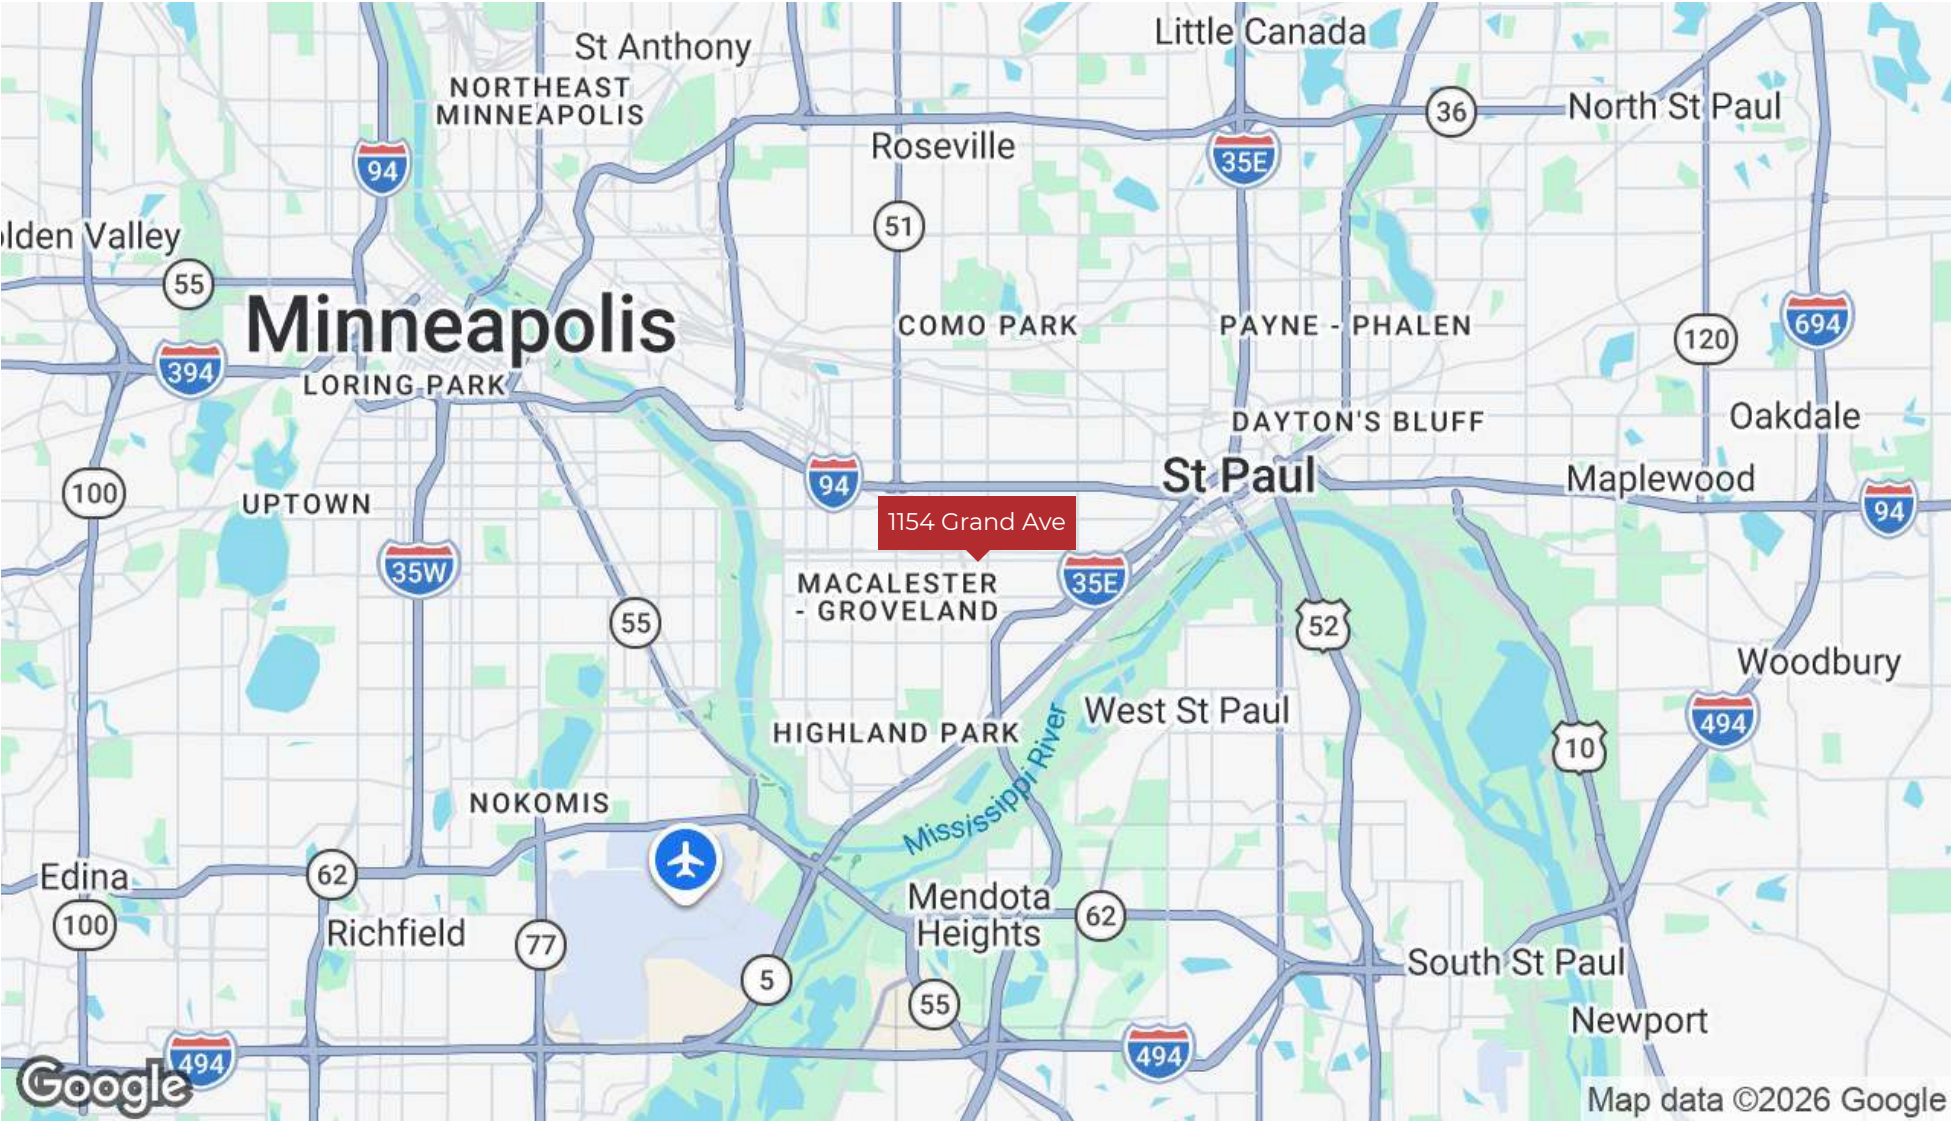 Little Canada
St Anthony
NORTHEAST
MINNEAPOLIS
36
North St Paul
94
Roseville
35E
51
lden Valley
55
Minneapolis
COMO PARK
PAYNE - PHALEN
694
120
394
LORING PARK
DAYTON'S BLUFF
Oakdale
100
UPTOWN
94
St Paul
Maplewood
94
1154 Grand Ave
35W
MACALESTER
- GROVELAND
35E
55
52
Woodbury
HIGHLAND PARK
West St Paul
494
10
Mississippi River
NOKOMIS
Edina
62
100
Richfield
77
Mendota
Heights
62
5
55
South St Paul
Newport
494
494
Google
Map data ©2026 Google